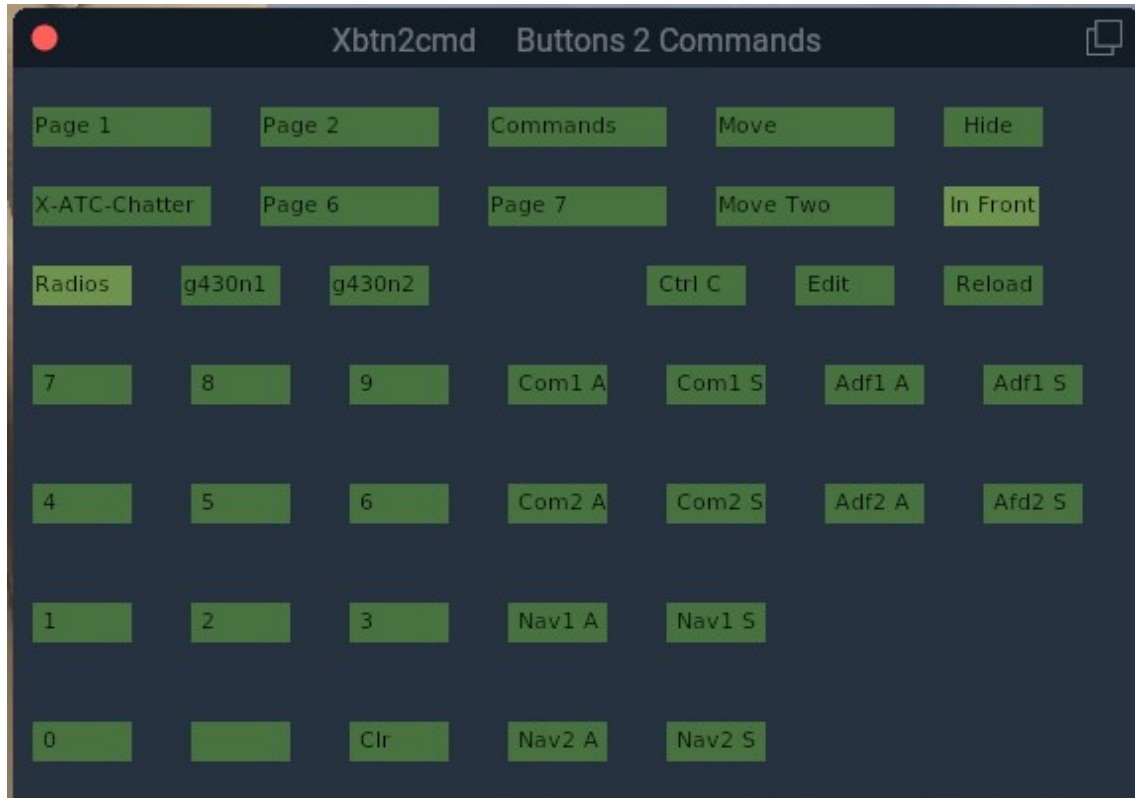 Xbtn2cmd Buttons 2 Commands
Page 1 Page 2 Commands Move Hide
X-ATC-Chatter Page 6 Page 7 Move Two In Front
Radios g430n1 g430n2 Ctrl C Edit Reload
7 8 9 Com1 A Com1 S Adf1 A Adf1 S
4 5 6 Com2 A Com2 S Adf2 A Afd2 S
1 2 3 Nav1 A Nav1 S
0 Clr Nav2 A Nav2 S